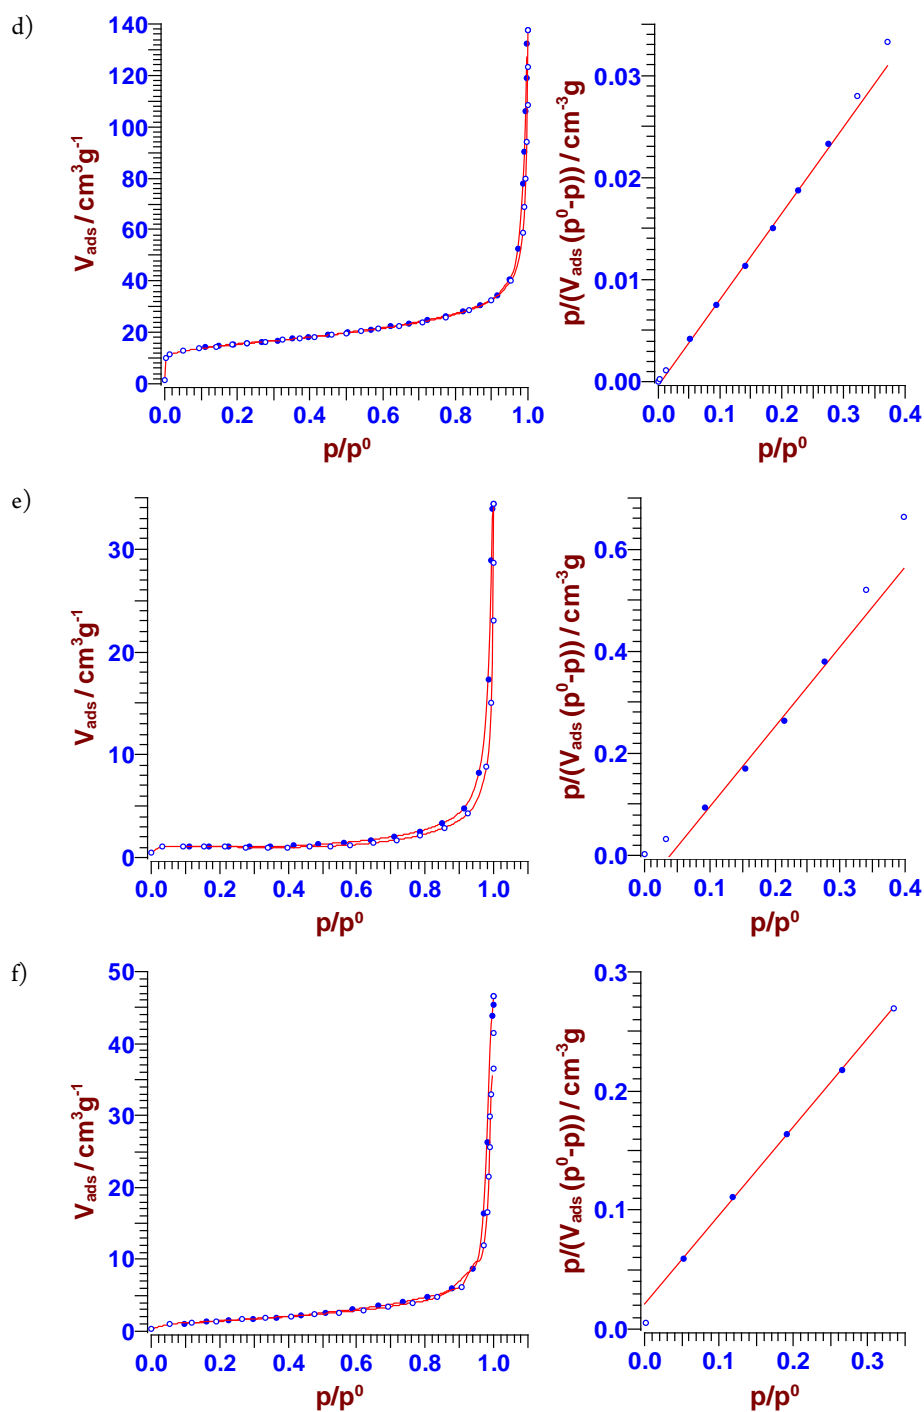 d)
140
120
100
80
60
40
20
0
V_ads / cm³g⁻¹
0.0 0.2 0.4 0.6 0.8 1.0
p/p⁰
0.03
0.02
0.01
0.00
p/(V_ads (p⁰-p)) / cm⁻³g
0.0 0.1 0.2 0.3 0.4
p/p⁰
e)
30
20
10
0
V_ads / cm³g⁻¹
0.0 0.2 0.4 0.6 0.8 1.0
p/p⁰
0.6
0.4
0.2
0.0
p/(V_ads (p⁰-p)) / cm⁻³g
0.0 0.1 0.2 0.3 0.4
p/p⁰
f)
50
40
30
20
10
0
V_ads / cm³g⁻¹
0.0 0.2 0.4 0.6 0.8 1.0
p/p⁰
0.3
0.2
0.1
0.0
p/(V_ads (p⁰-p)) / cm⁻³g
0.0 0.1 0.2 0.3
p/p⁰